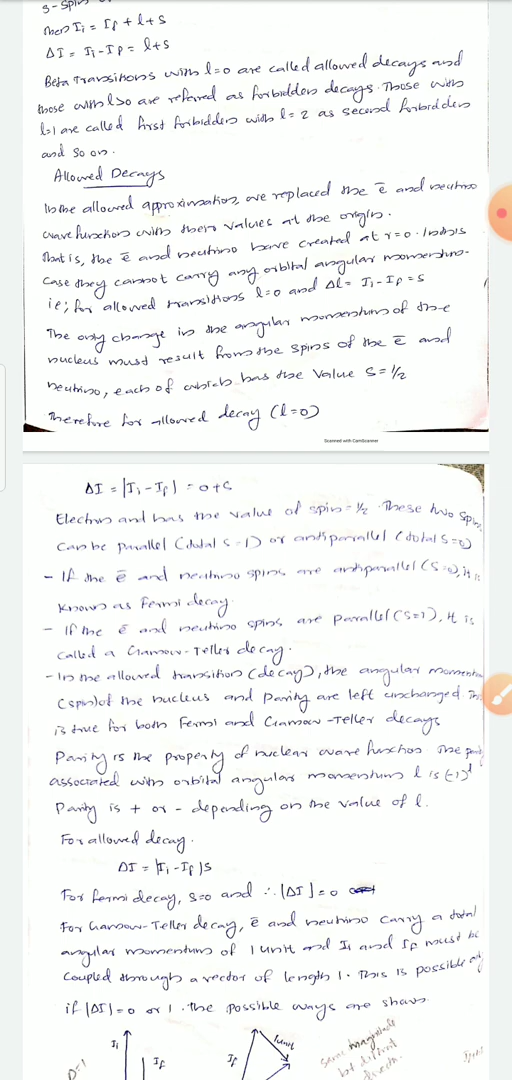 S - Spin
Then Ii = If + l + S
ΔI = Ii - If = l + S
Beta Transitions with l=0 are called allowed decays and
those with l>0 are referred as forbidden decays. Those with
l=1 are called first forbidden with l = 2 as second forbidden
and so on.
Allowed Decays
In the allowed approximation, we replaced the e̅ and neutrino
wave function with there values at the origin.
That is, the e̅ and neutrino have created at r=0. In this
case they cannot carry any orbital angular momentum.
ie; for allowed transitions l=0 and Δl= Ii - If = S
The only change in the angular momentum of the
nucleus must result from the spins of the e̅ and
neutrino, each of which has the value S = 1/2
Therefore for allowed decay (l=0)
Scanned with CamScanner
ΔI = |Ii - If| = 0+S
Electron and has the value of spin = 1/2. These two spins
can be parallel (total S=1) or antiparallel (total S=0)
- If the e̅ and neutrino spins are antiparallel (S=0), it is
known as Fermi decay.
- If the e̅ and neutrino spins are parallel (S=1), it is
called a Gamow-Teller decay.
- In the allowed transition (decay), the angular momentum
(spin) of the nucleus and Parity are left unchanged. This
is true for both Fermi and Gamow-Teller decays
Parity is the property of nuclear wave function The parity
associated with orbital angular momentum l is (-1)^l
Parity is + or - depending on the value of l.
For allowed decay.
ΔI = |Ii - If| S
For fermi decay, S=0 and ∴ |ΔI| = 0
For Gamow-Teller decay, e̅ and neutrino carry a total
angular momentum of 1 unit and Ii and If must be
coupled through a vector of length 1. This is possible only
if |ΔI| = 0 or 1. The possible ways are shown
Ii If If 1unit
D=1
same magnitude
but different
direction